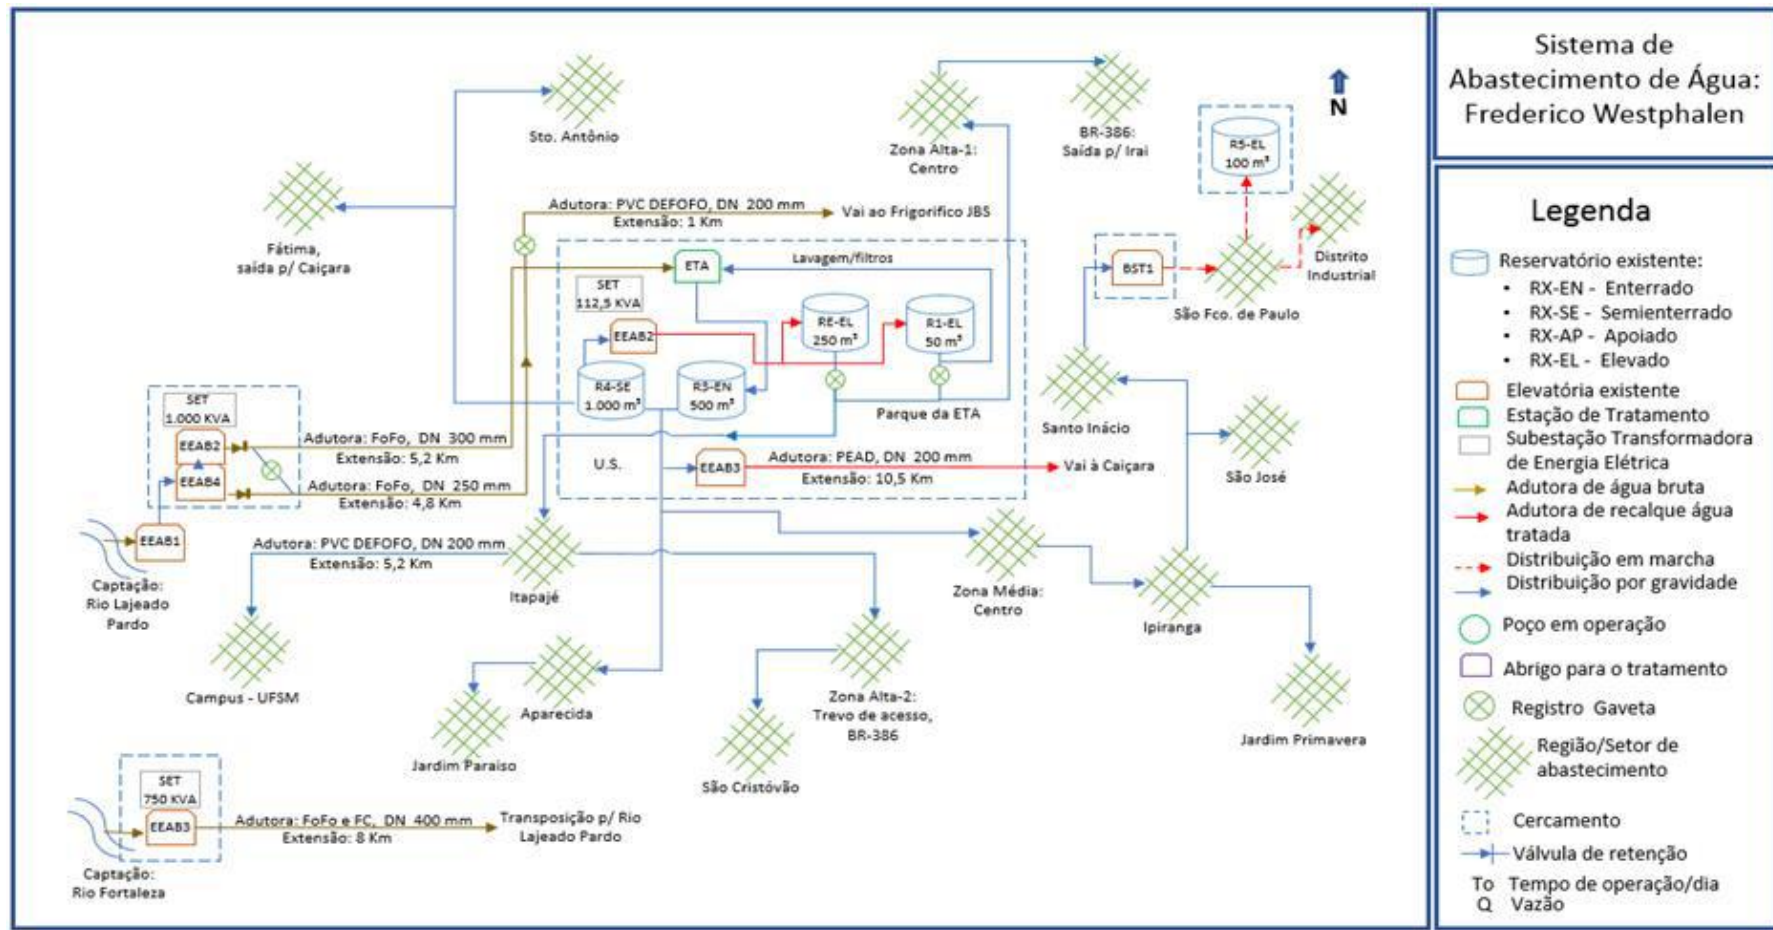 Sistema de
Abastecimento de Água:
Frederico Westphalen
Sto. Antônio
Zona Alta-1:
Centro
BR-386:
Saída p/ Irai
N
R5-EL
100 m³
Distrito
Industrial
BST1
São Fco. de Paulo
Fátima,
saída p/ Caiçara
Adutora: PVC DEFOFO, DN 200 mm
Extensão: 1 Km
Vai ao Frigorifico JBS
ETA
Lavagem/filtros
SET
112,5 KVA
EEAB2
RE-EL
250 m³
R1-EL
50 m³
R4-SE
1.000 m³
R3-EN
500 m³
Parque da ETA
Santo Inácio
São José
SET
1.000 KVA
EEAB2
EEAB4
Adutora: FoFo, DN 300 mm
Extensão: 5,2 Km
Adutora: FoFo, DN 250 mm
Extensão: 4,8 Km
U.S.
EEAB3
Adutora: PEAD, DN 200 mm
Extensão: 10,5 Km
Vai à Caiçara
EEAB1
Captação:
Rio Lajeado
Pardo
Adutora: PVC DEFOFO, DN 200 mm
Extensão: 5,2 Km
Itapajé
Zona Média:
Centro
Ipiranga
Campus - UFSM
Aparecida
Jardim Paraiso
Zona Alta-2:
Trevo de acesso,
BR-386
São Cristóvão
Jardim Primavera
SET
750 KVA
EEAB3
Adutora: FoFo e FC, DN 400 mm
Extensão: 8 Km
Transposição p/ Rio
Lajeado Pardo
Captação:
Rio Fortaleza
Legenda
Reservatório existente:
• RX-EN - Enterrado
• RX-SE - Semienterrado
• RX-AP - Apoiado
• RX-EL - Elevado
Elevatória existente
Estação de Tratamento
Subestação Transformadora
de Energia Elétrica
Adutora de água bruta
Adutora de recalque água
tratada
Distribuição em marcha
Distribuição por gravidade
Poço em operação
Abrigo para o tratamento
Registro Gaveta
Região/Setor de
abastecimento
Cercamento
Válvula de retenção
To Tempo de operação/dia
Q Vazão